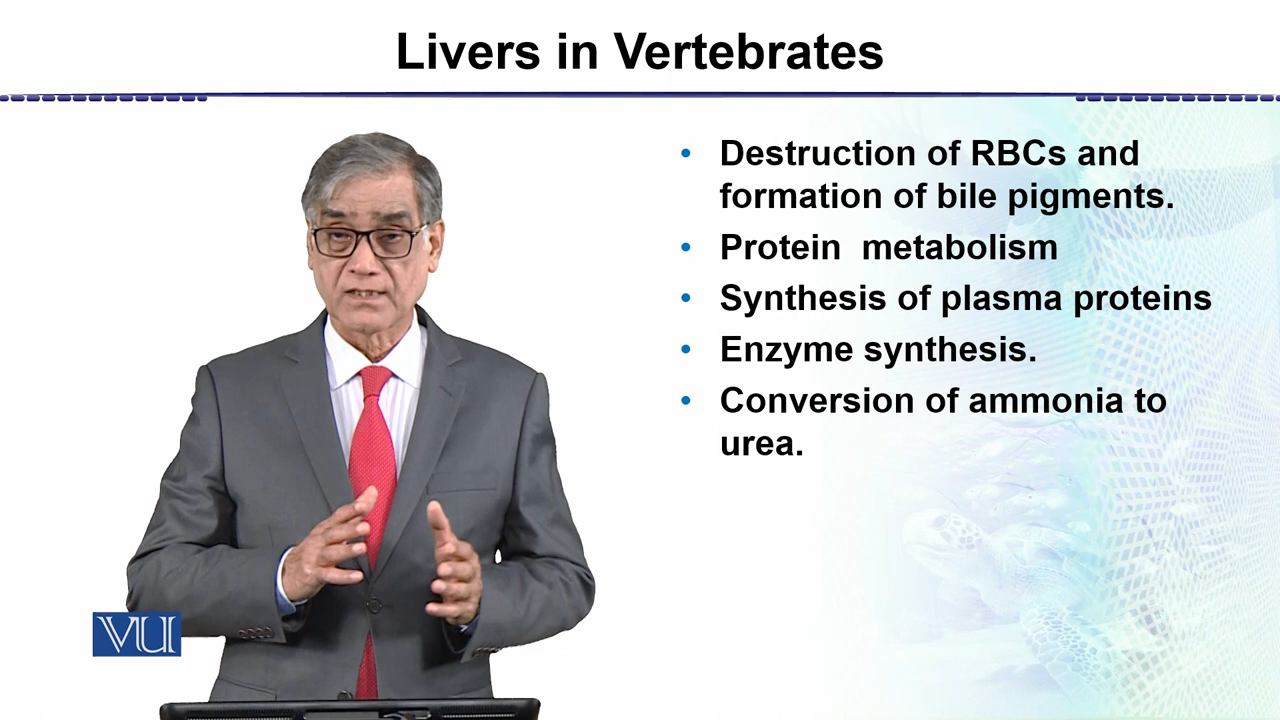 Livers in Vertebrates
• Destruction of RBCs and
formation of bile pigments.
• Protein metabolism
• Synthesis of plasma proteins
• Enzyme synthesis.
• Conversion of ammonia to
urea.
VU